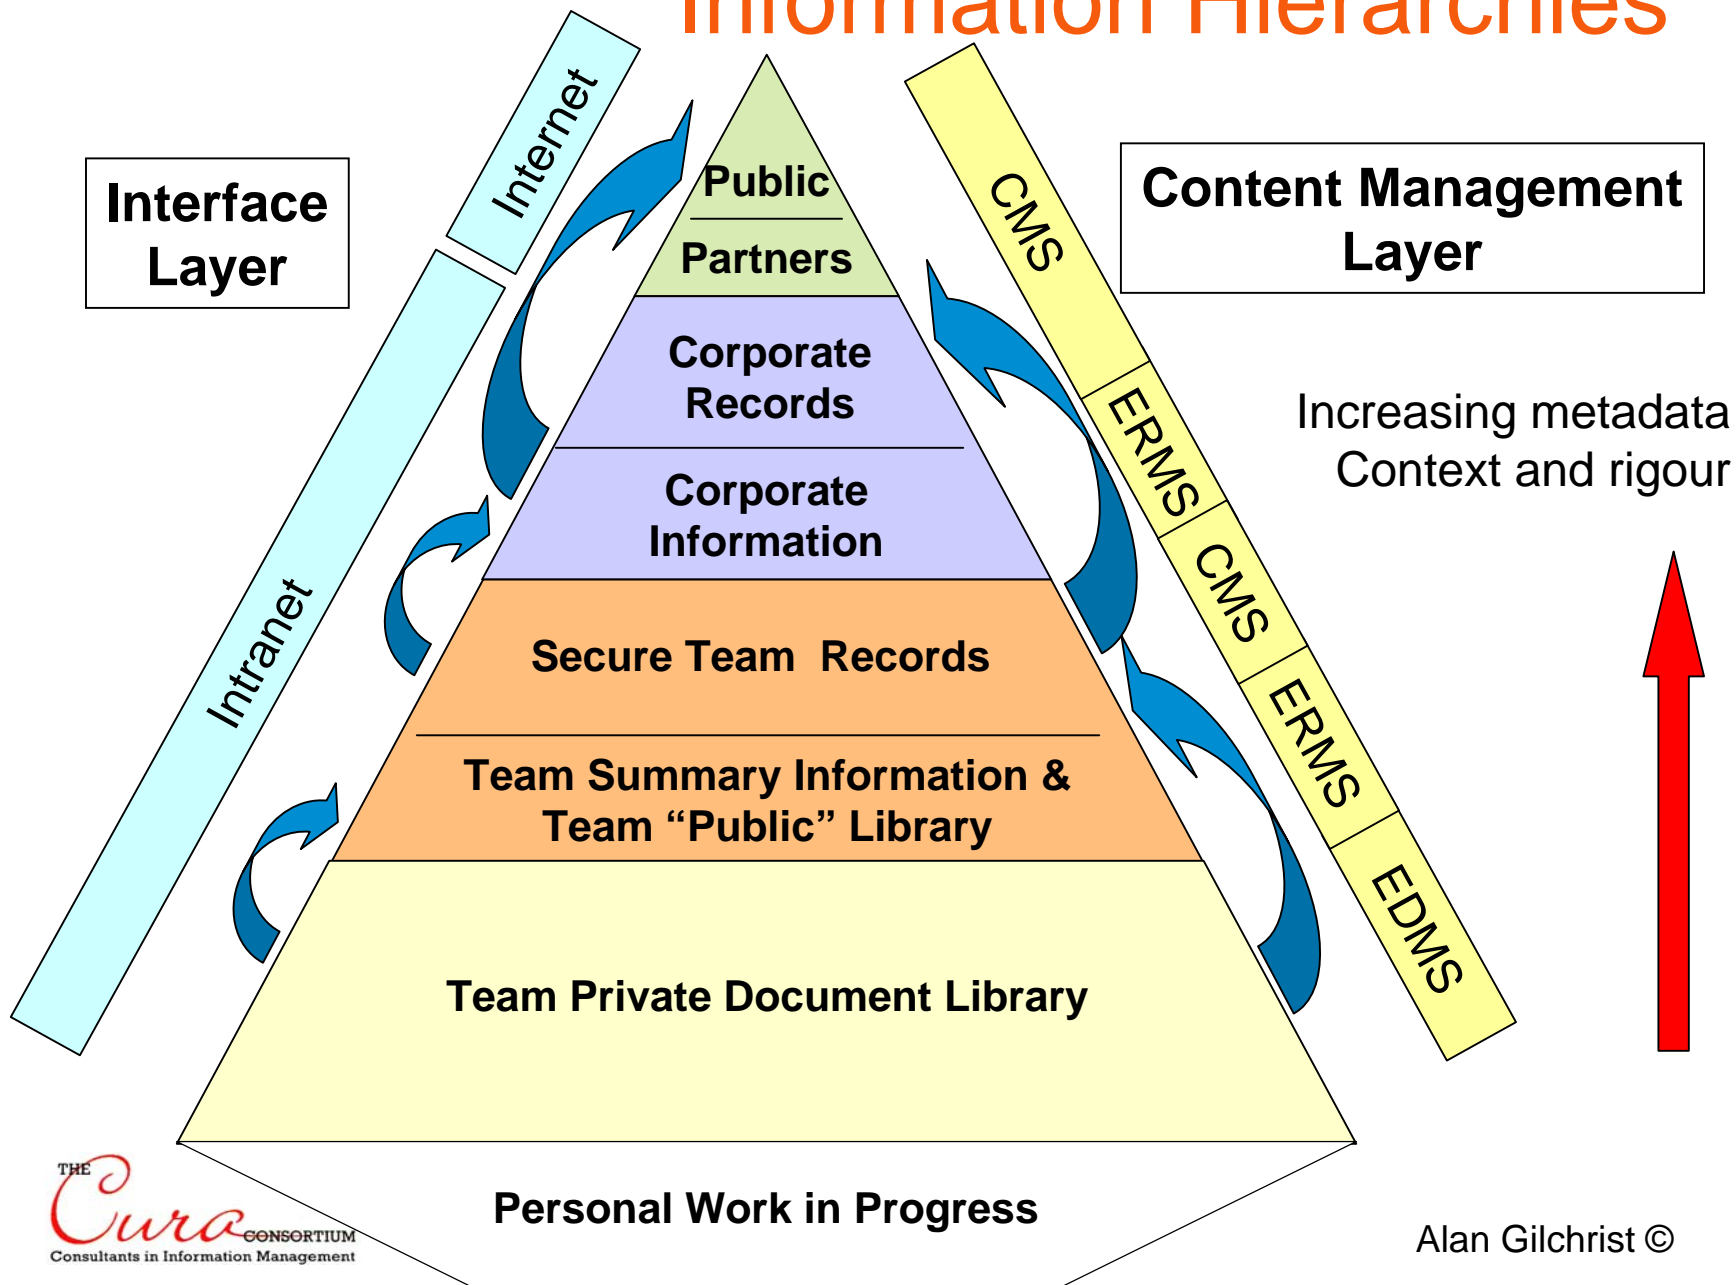 Information Hierarchies
Interface
Layer
Internet
Intranet
Public
Partners
Corporate
Records
Corporate
Information
Secure Team  Records
Team Summary Information &
Team “Public” Library
Team Private Document Library
Personal Work in Progress
CMS
ERMS
CMS
ERMS
EDMS
Content Management
Layer
Increasing metadata
Context and rigour
THE
Cura
CONSORTIUM
Consultants in Information Management
Alan Gilchrist ©